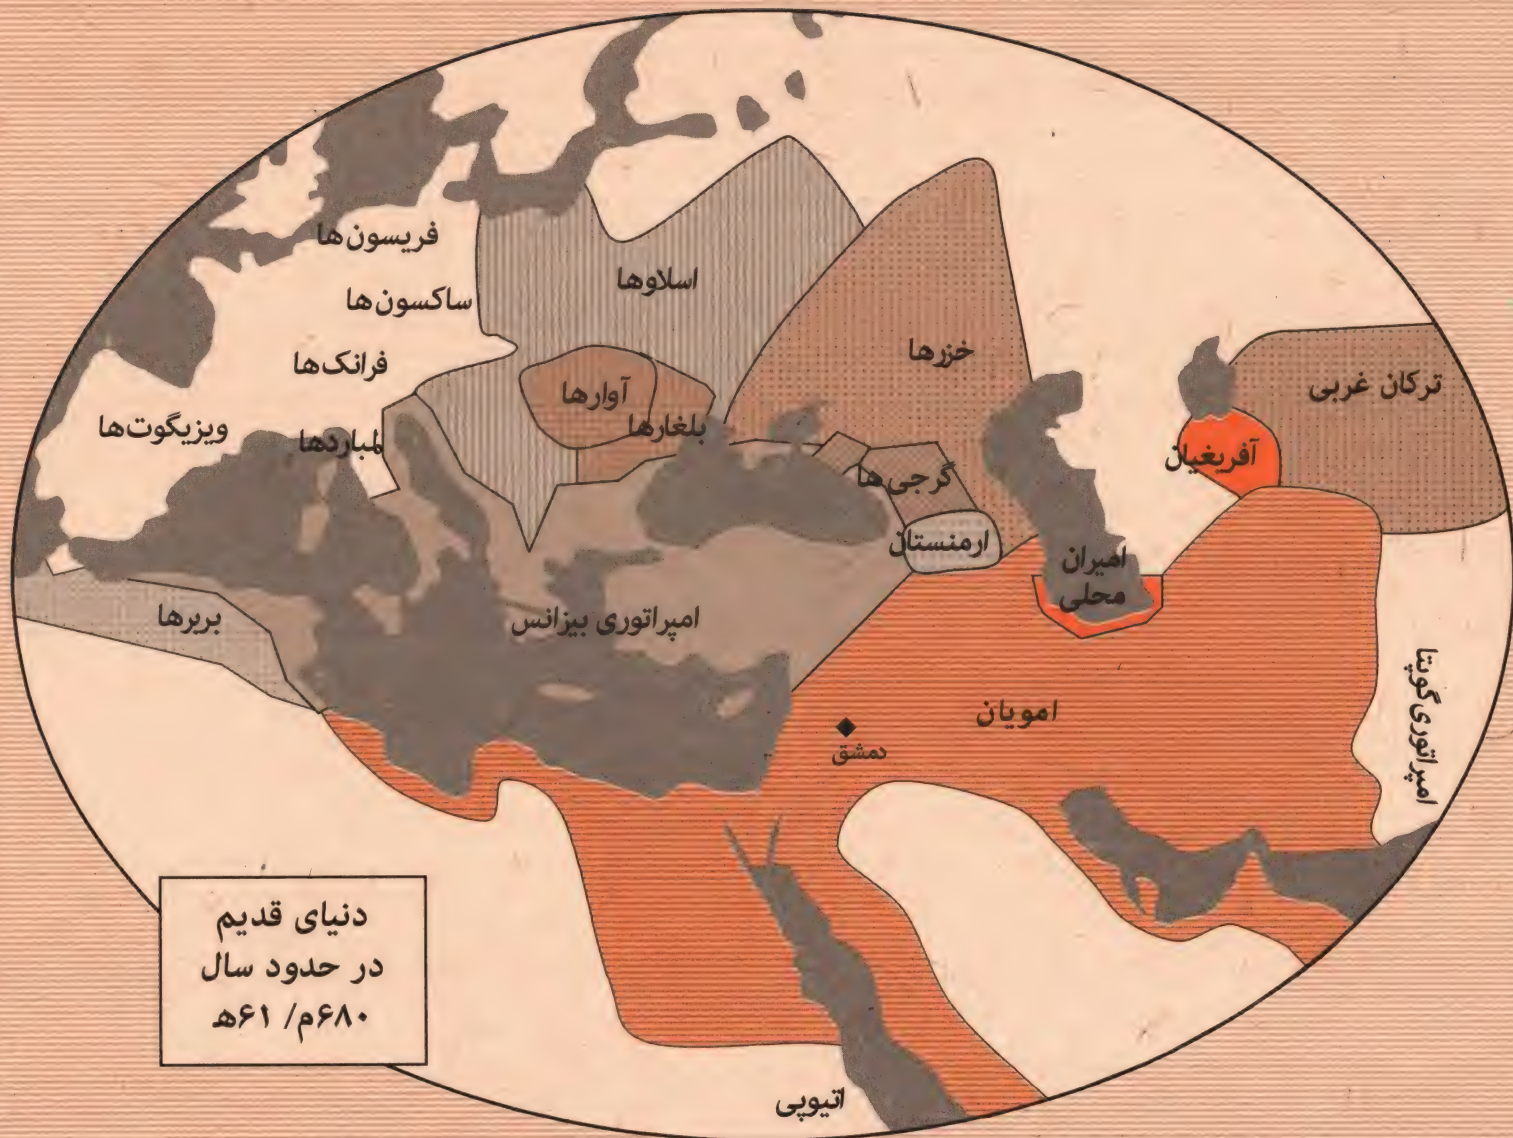 فریسون‌ها
اسلاوها
ساکسون‌ها
خزرها
فرانک‌ها
ترکان غربی
آوارها
بلغارها
ویزیگوت‌ها
لمباردها
آفریغیان
گرجی‌ها
ارمنستان
امیران
محلی
بربرها
امپراتوری بیزانس
امپراتوری گوپتا
امویان
دمشق
دنیای قدیم
در حدود سال
۶۸۰م/ ۶۱ه
اتیوپی